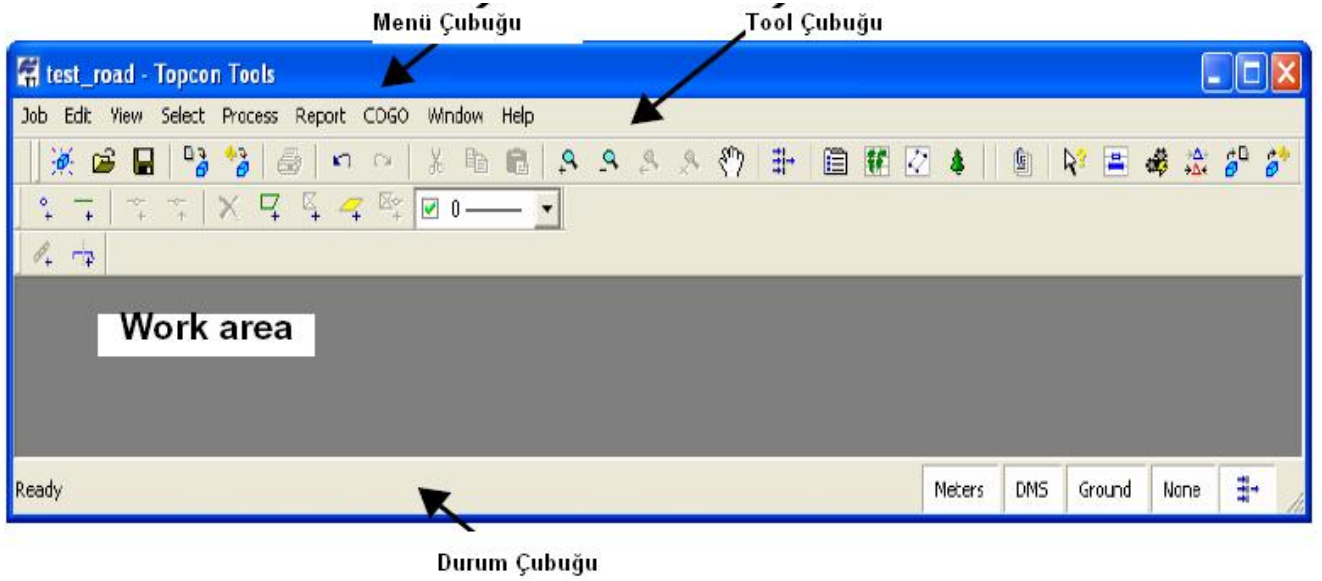 Menü Çubuğu
Tool Çubuğu
test_road - Topcon Tools
Job Edit View Select Process Report COGO Window Help
0
Work area
Ready
Meters DMS Ground None
Durum Çubuğu